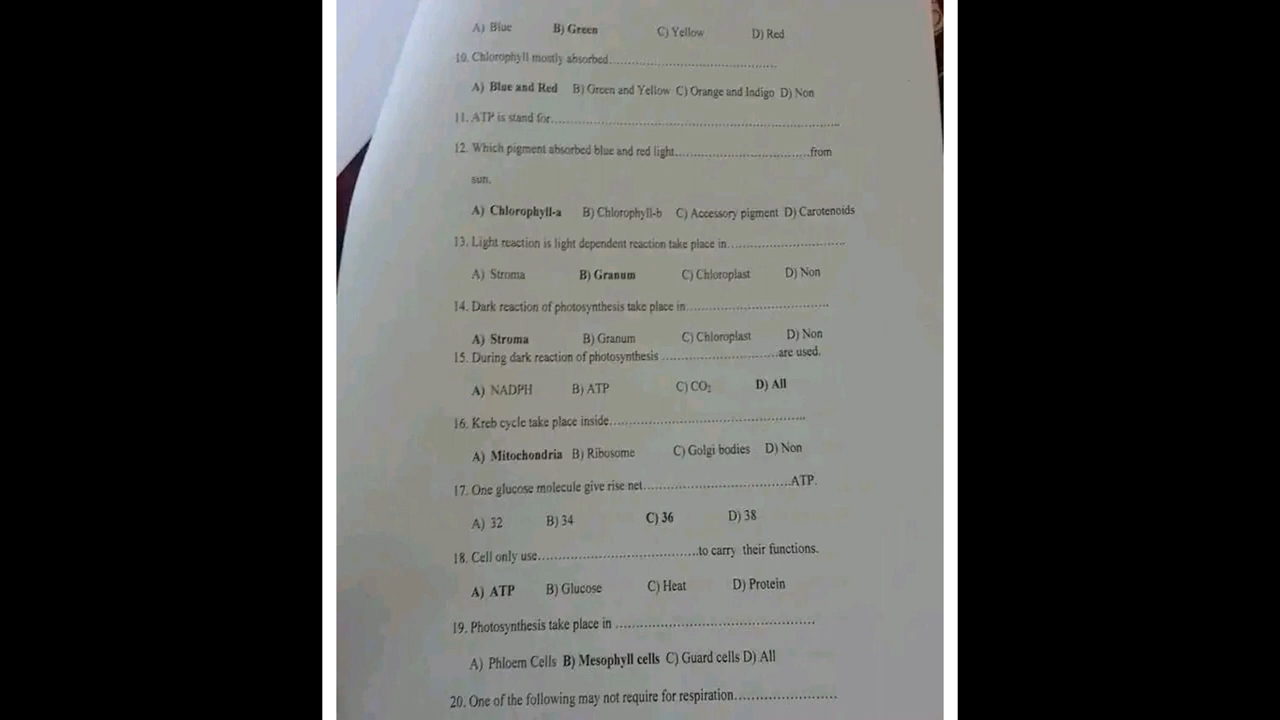 A) Blue B) Green C) Yellow D) Red
10. Chlorophyll mostly absorbed..........................................
A) Blue and Red B) Green and Yellow C) Orange and Indigo D) Non
11. ATP is stand for......................................................................
12. Which pigment absorbed blue and red light..................................from
sun.
A) Chlorophyll-a B) Chlorophyll-b C) Accessory pigment D) Carotenoids
13. Light reaction is light dependent reaction take place in.............................
A) Stroma B) Granum C) Chloroplast D) Non
14. Dark reaction of photosynthesis take place in...................................
A) Stroma B) Granum C) Chloroplast D) Non
15. During dark reaction of photosynthesis .............................are used.
A) NADPH B) ATP C) CO₂ D) All
16. Kreb cycle take place inside.................................................
A) Mitochondria B) Ribosome C) Golgi bodies D) Non
17. One glucose molecule give rise net.....................................ATP.
A) 32 B) 34 C) 36 D) 38
18. Cell only use........................................to carry their functions.
A) ATP B) Glucose C) Heat D) Protein
19. Photosynthesis take place in ..................................................
A) Phloem Cells B) Mesophyll cells C) Guard cells D) All
20. One of the following may not require for respiration.........................